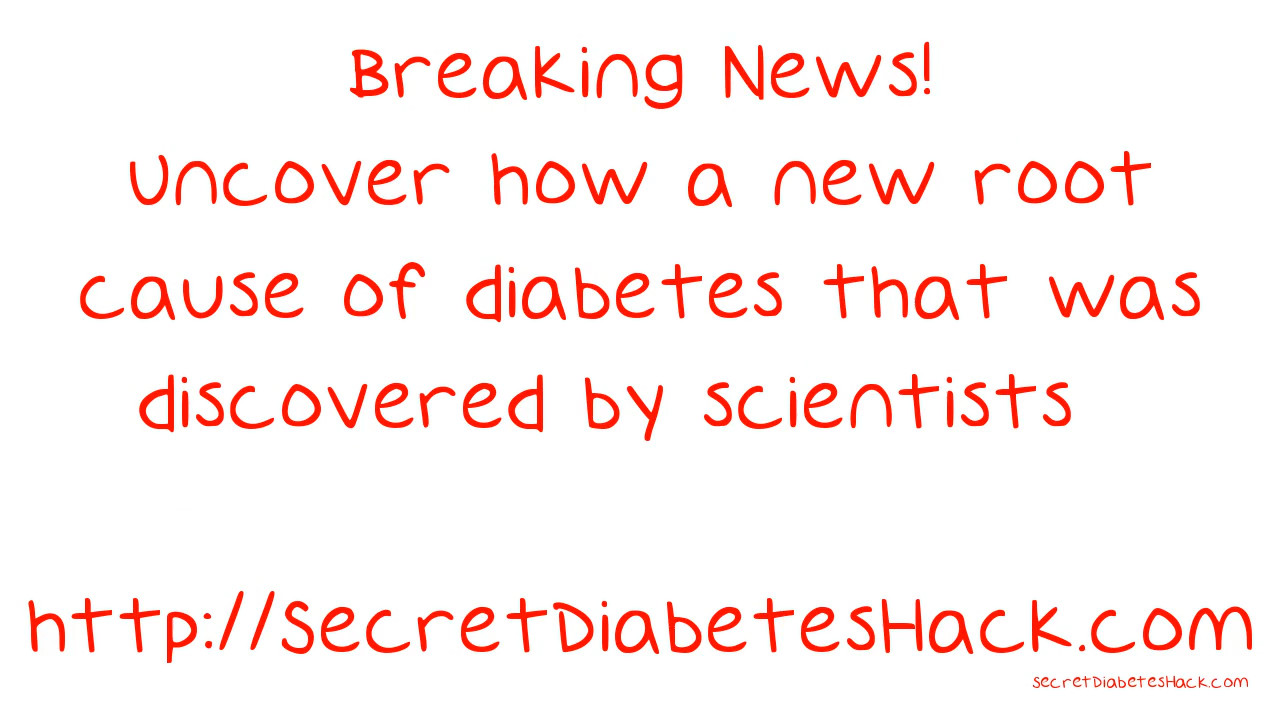 Breaking News!
Uncover how a new root
cause of diabetes that was
discovered by scientists
http://SecretDiabetesHack.com
SecretDiabetesHack.com